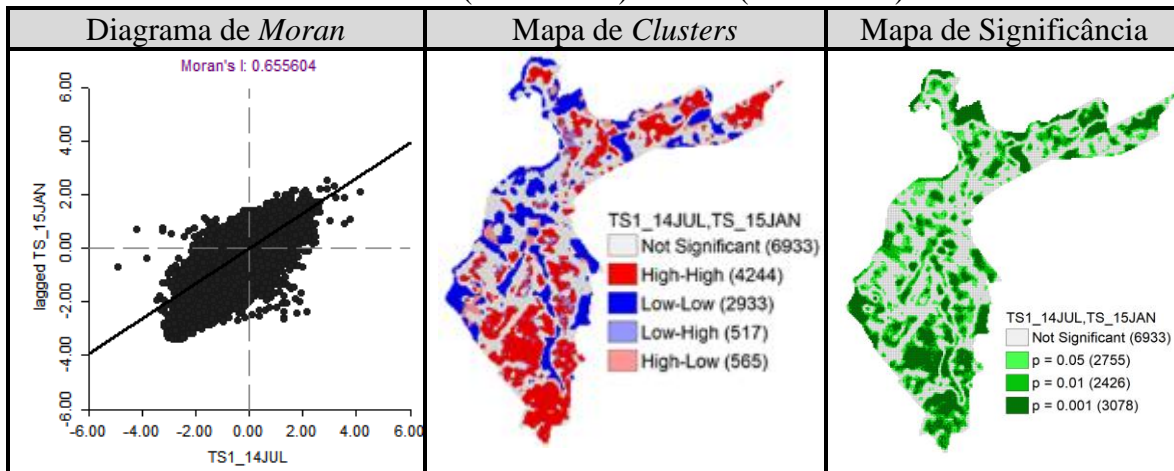 Diagrama de Moran
Mapa de Clusters
Mapa de Significância
Moran's I: 0.655604
6.00
4.00
2.00
0.00
-2.00
-4.00
-6.00
lagged TS_15JAN
-6.00 -4.00 -2.00 0.00 2.00 4.00 6.00
TS1_14JUL
TS1_14JUL,TS_15JAN
Not Significant (6933)
High-High (4244)
Low-Low (2933)
Low-High (517)
High-Low (565)
TS1_14JUL,TS_15JAN
Not Significant (6933)
p = 0.05 (2755)
p = 0.01 (2426)
p = 0.001 (3078)